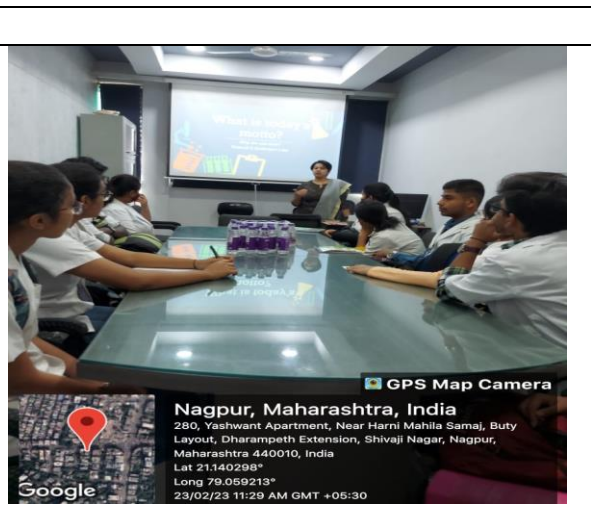 What is today's
motto?
GPS Map Camera
Nagpur, Maharashtra, India
280, Yashwant Apartment, Near Harni Mahila Samaj, Buty
Layout, Dharampeth Extension, Shivaji Nagar, Nagpur,
Maharashtra 440010, India
Lat 21.140298°
Long 79.059213°
23/02/23 11:29 AM GMT +05:30
Google